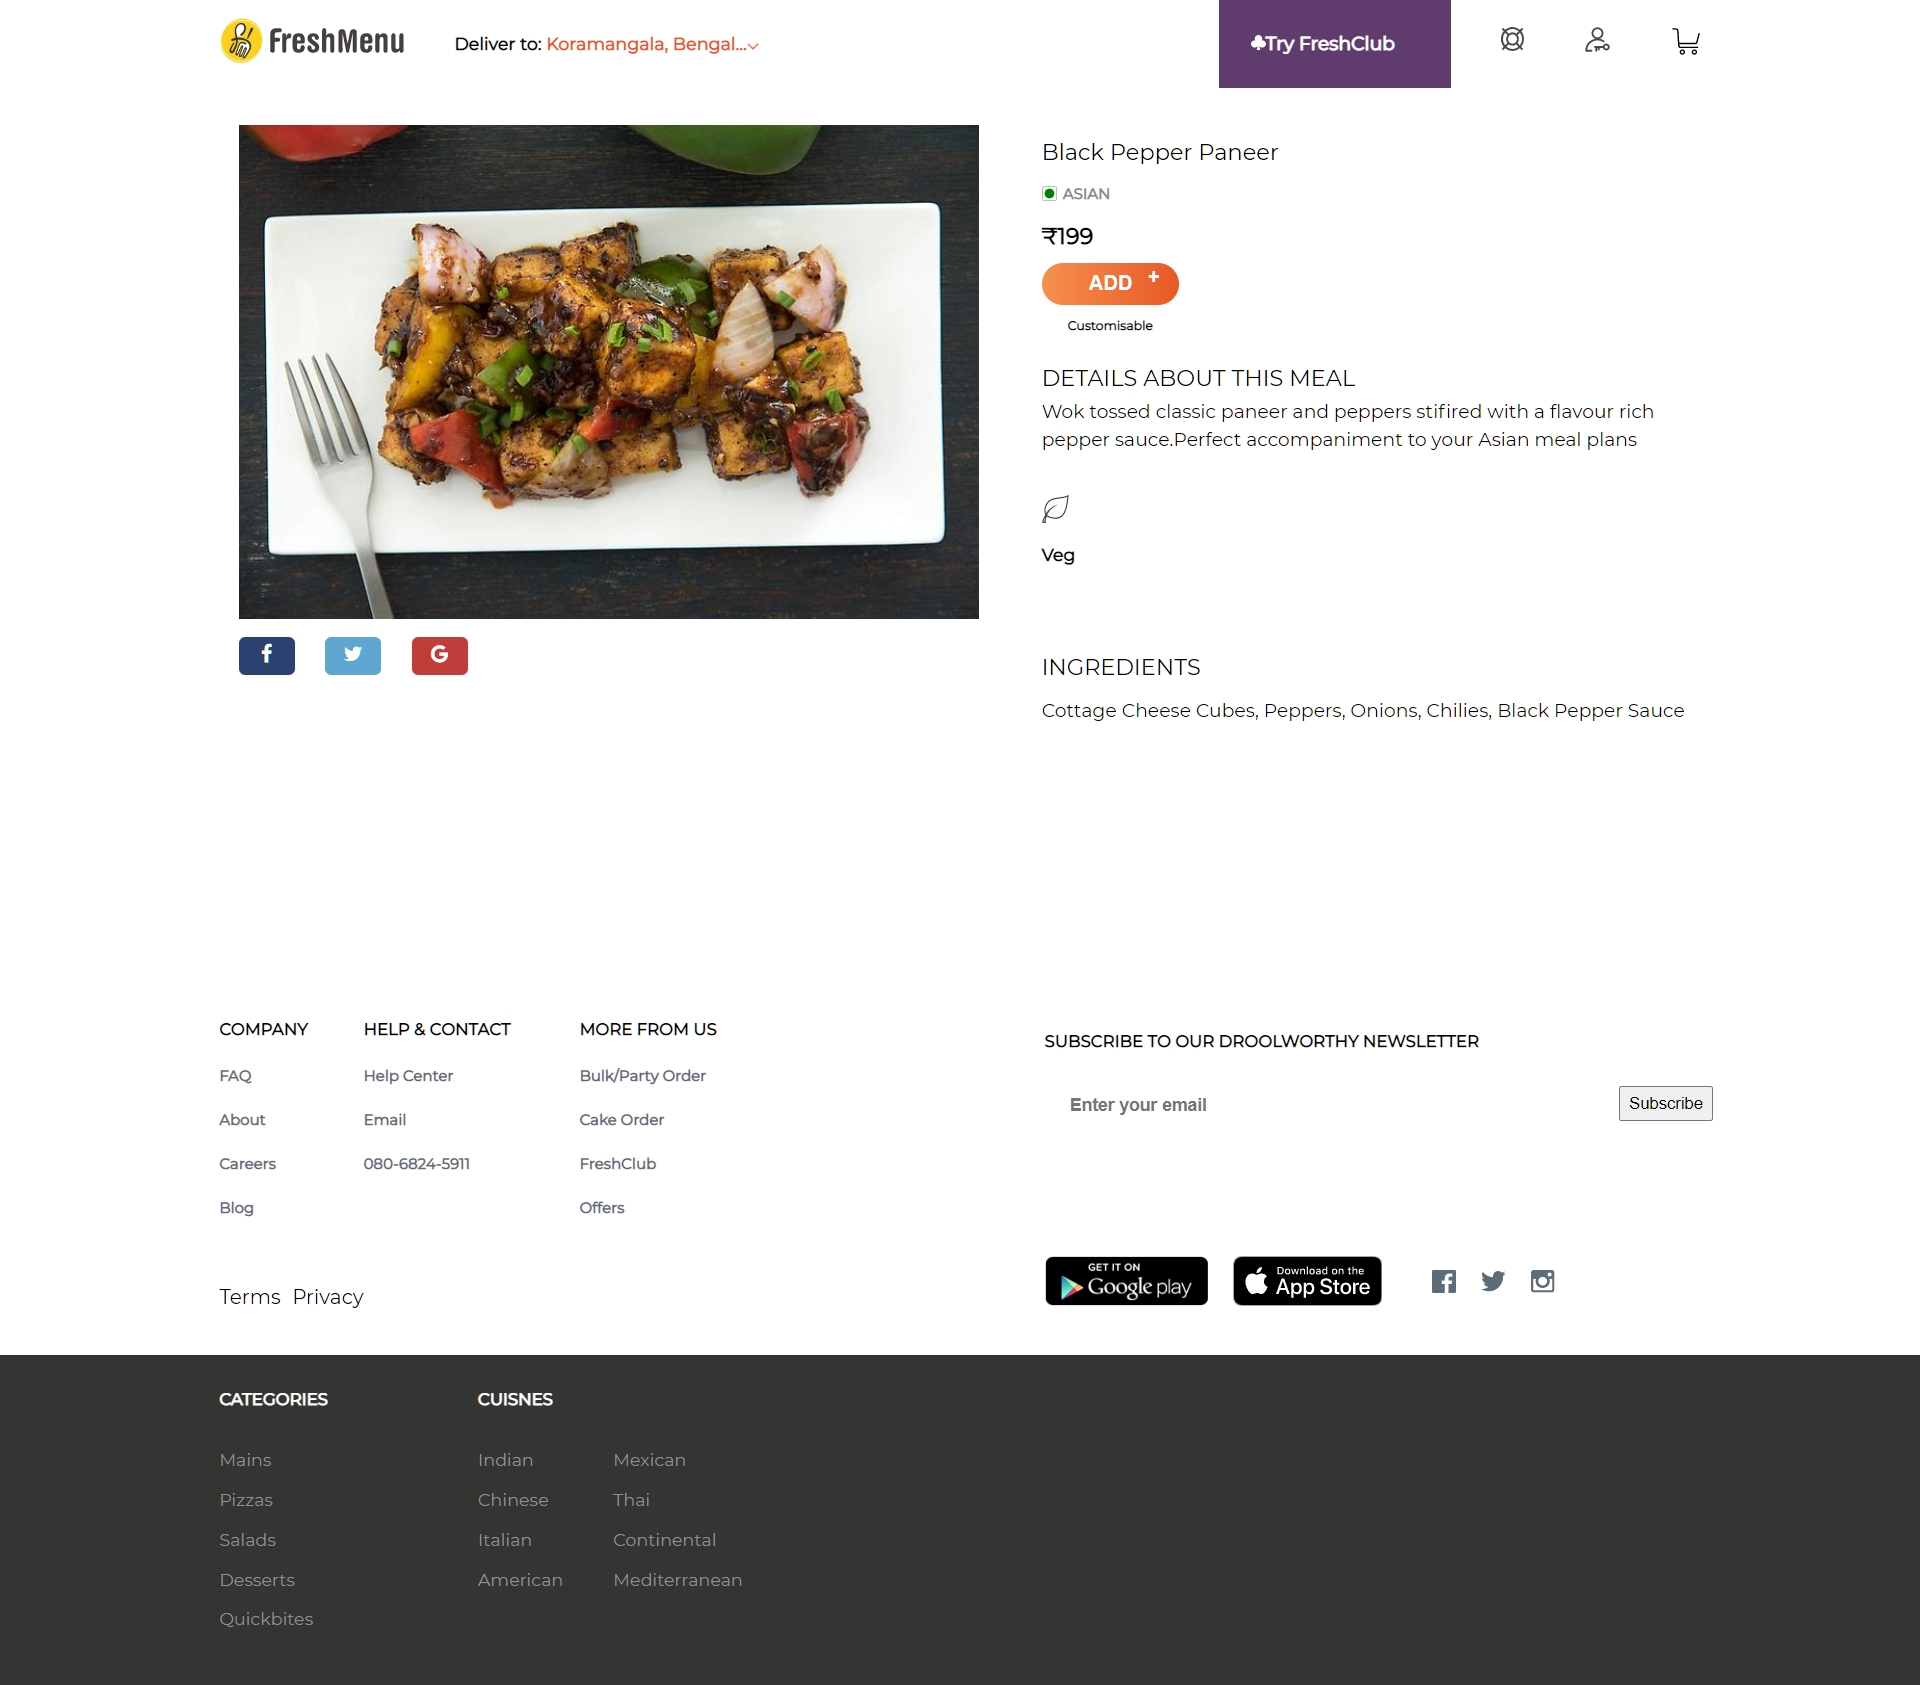 FreshMenu
Deliver to: Koramangala, Bengal...
Try FreshClub
Black Pepper Paneer
ASIAN
₹199
ADD +
Customisable
DETAILS ABOUT THIS MEAL
Wok tossed classic paneer and peppers stifired with a flavour rich
pepper sauce.Perfect accompaniment to your Asian meal plans
Veg
INGREDIENTS
Cottage Cheese Cubes, Peppers, Onions, Chilies, Black Pepper Sauce
COMPANY
FAQ
About
Careers
Blog
HELP & CONTACT
Help Center
Email
080-6824-5911
MORE FROM US
Bulk/Party Order
Cake Order
FreshClub
Offers
SUBSCRIBE TO OUR DROOLWORTHY NEWSLETTER
Enter your email
Subscribe
Terms Privacy
GET IT ON
Google play
Download on the
App Store
CATEGORIES
Mains
Pizzas
Salads
Desserts
Quickbites
CUISNES
Indian
Chinese
Italian
American
Mexican
Thai
Continental
Mediterranean